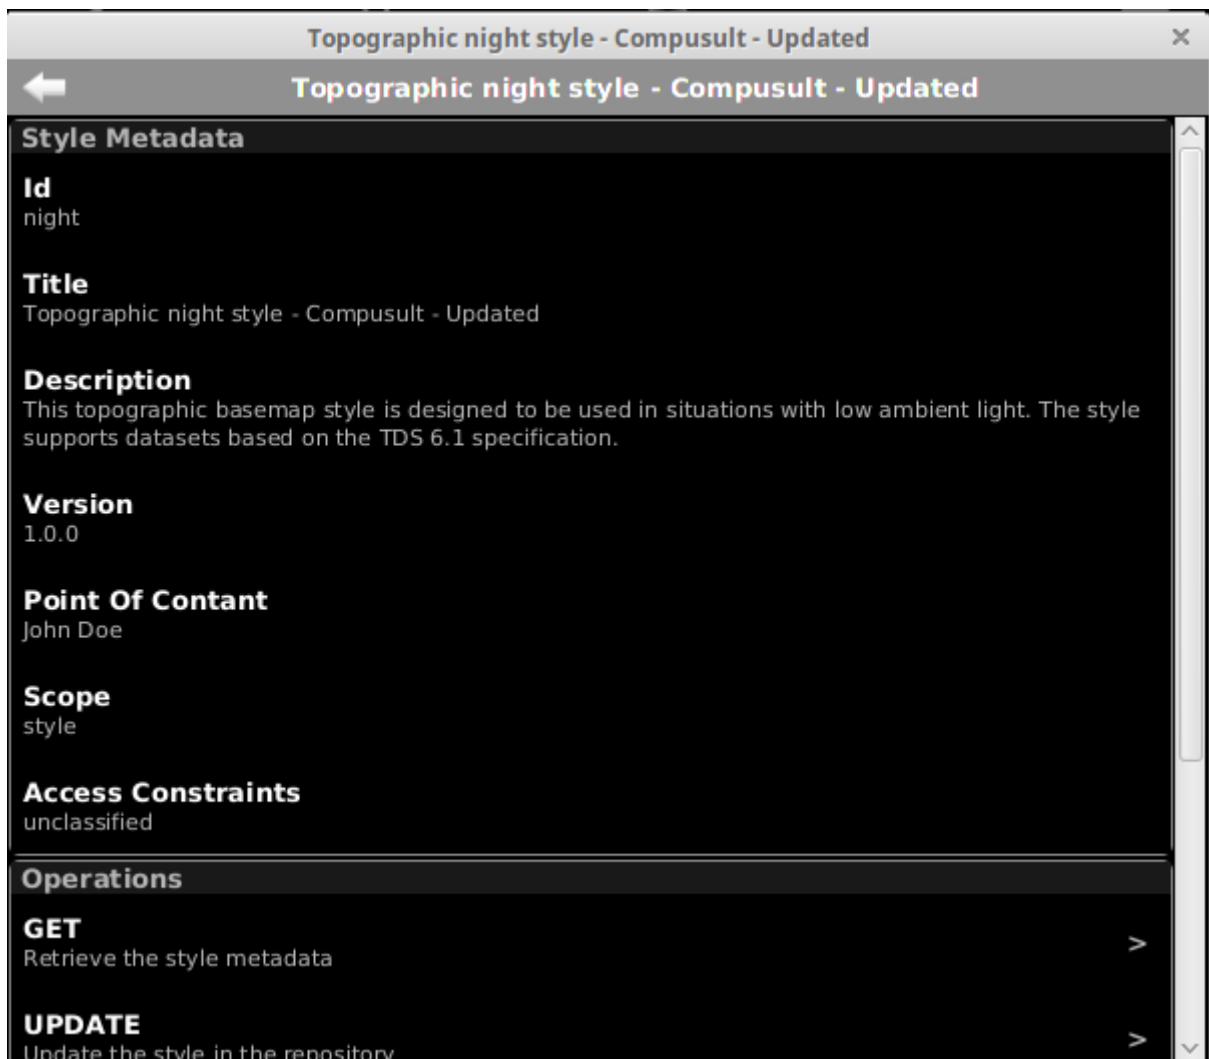 Topographic night style - Compusult - Updated
Topographic night style - Compusult - Updated
Style Metadata
Id
night
Title
Topographic night style - Compusult - Updated
Description
This topographic basemap style is designed to be used in situations with low ambient light. The style
supports datasets based on the TDS 6.1 specification.
Version
1.0.0
Point Of Contant
John Doe
Scope
style
Access Constraints
unclassified
Operations
GET
Retrieve the style metadata
>
UPDATE
Update the style in the repository
>